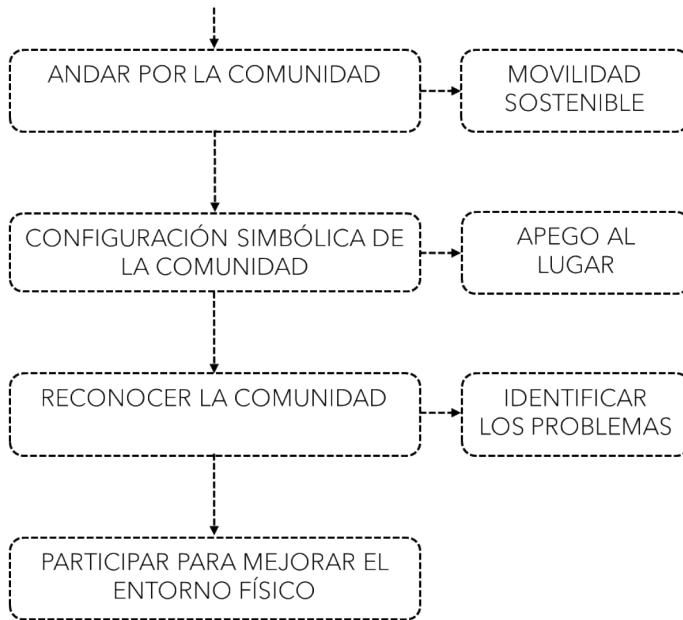 ANDAR POR LA COMUNIDAD
MOVILIDAD
SOSTENIBLE
CONFIGURACIÓN SIMBÓLICA DE
LA COMUNIDAD
APEGO AL
LUGAR
RECONOCER LA COMUNIDAD
IDENTIFICAR
LOS PROBLEMAS
PARTICIPAR PARA MEJORAR EL
ENTORNO FÍSICO